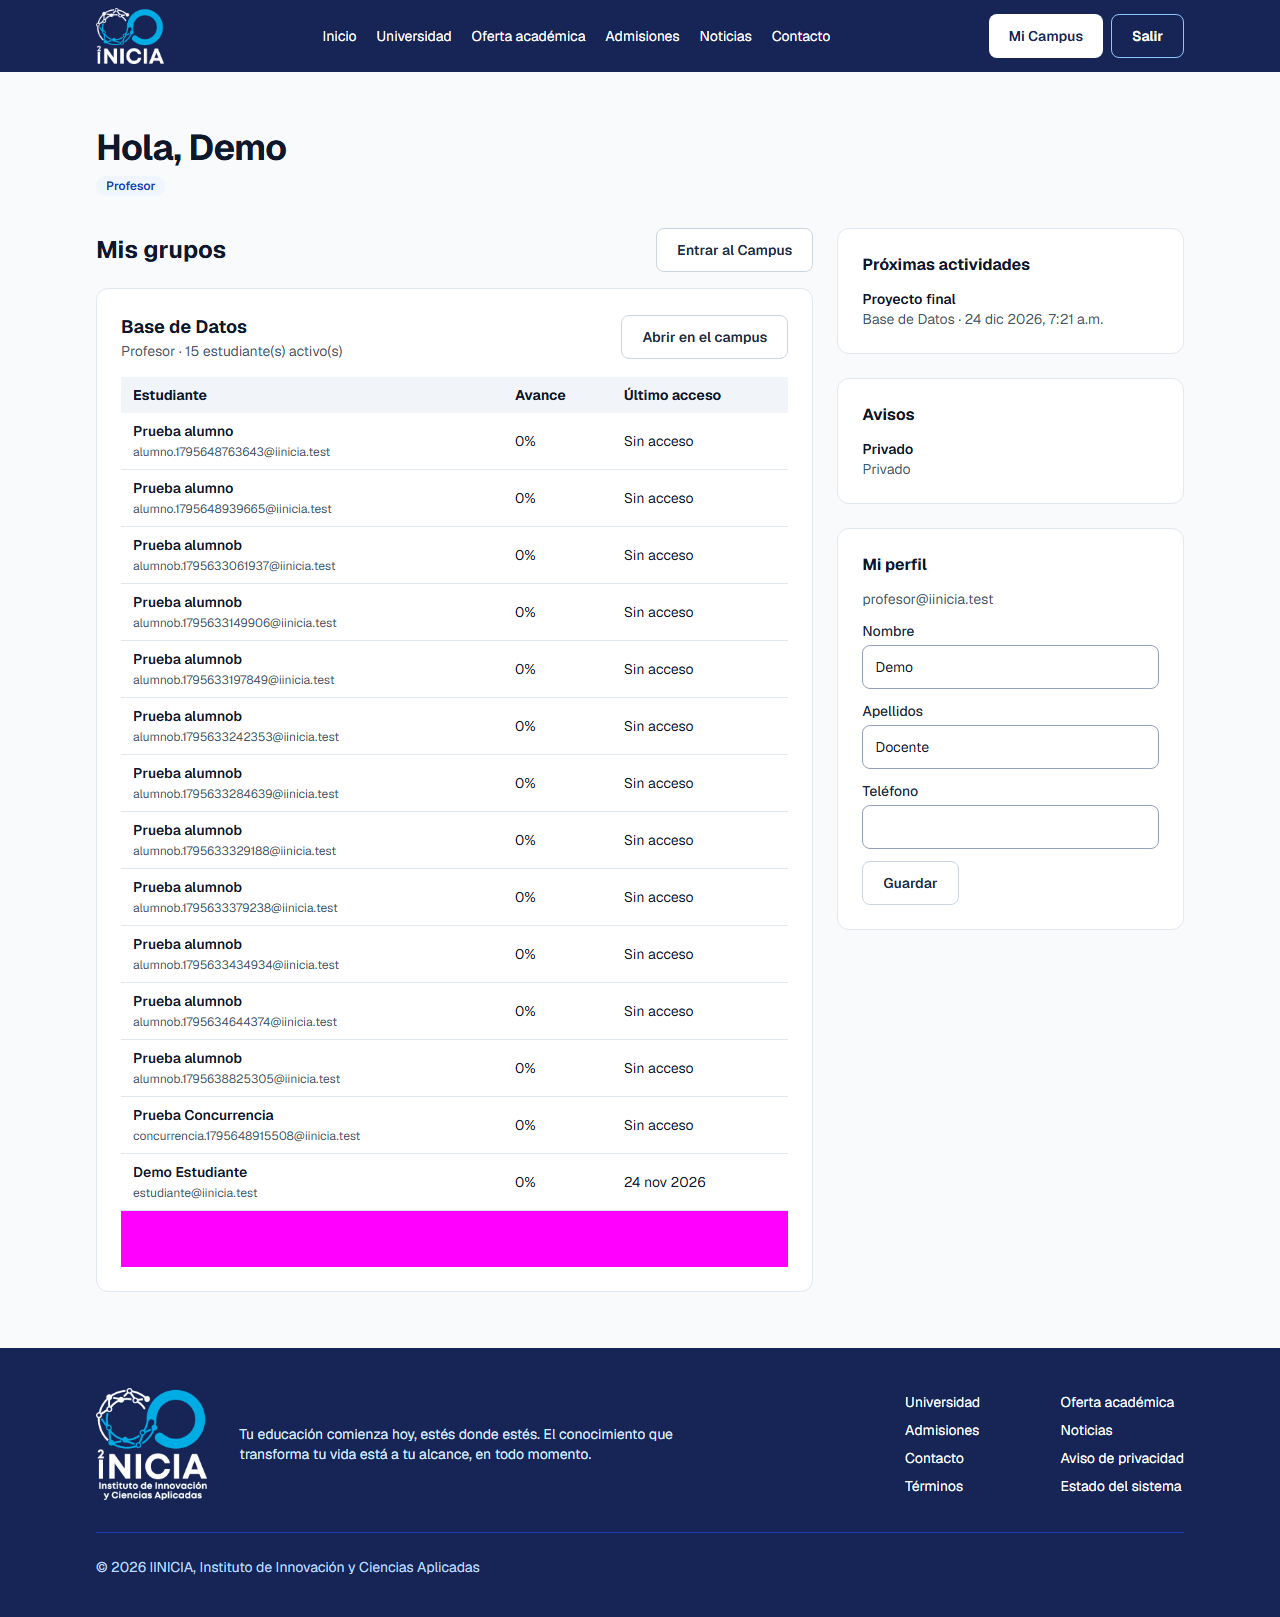 2
iNICIA
Inicio
Universidad
Oferta académica
Admisiones
Noticias
Contacto
Mi Campus
Salir
Hola, Demo
Profesor
Mis grupos
Entrar al Campus
Base de Datos
Profesor · 15 estudiante(s) activo(s)
Abrir en el campus
Estudiante Avance Último acceso
Prueba alumno
alumno.1795648763643@iinicia.test
0% Sin acceso
Prueba alumno
alumno.1795648939665@iinicia.test
0% Sin acceso
Prueba alumnob
alumnob.1795633061937@iinicia.test
0% Sin acceso
Prueba alumnob
alumnob.1795633149906@iinicia.test
0% Sin acceso
Prueba alumnob
alumnob.1795633197849@iinicia.test
0% Sin acceso
Prueba alumnob
alumnob.1795633242353@iinicia.test
0% Sin acceso
Prueba alumnob
alumnob.1795633284639@iinicia.test
0% Sin acceso
Prueba alumnob
alumnob.1795633329188@iinicia.test
0% Sin acceso
Prueba alumnob
alumnob.1795633379238@iinicia.test
0% Sin acceso
Prueba alumnob
alumnob.1795633434934@iinicia.test
0% Sin acceso
Prueba alumnob
alumnob.1795634644374@iinicia.test
0% Sin acceso
Prueba alumnob
alumnob.1795638825305@iinicia.test
0% Sin acceso
Prueba Concurrencia
concurrencia.1795648915508@iinicia.test
0% Sin acceso
Demo Estudiante
estudiante@iinicia.test
0% 24 nov 2026
Próximas actividades
Proyecto final
Base de Datos · 24 dic 2026, 7:21 a.m.
Avisos
Privado
Privado
Mi perfil
profesor@iinicia.test
Nombre
Demo
Apellidos
Docente
Teléfono
Guardar
2
iNICIA
Instituto de Innovación
y Ciencias Aplicadas
Tu educación comienza hoy, estés donde estés. El conocimiento que
transforma tu vida está a tu alcance, en todo momento.
Universidad
Admisiones
Contacto
Términos
Oferta académica
Noticias
Aviso de privacidad
Estado del sistema
© 2026 IINICIA, Instituto de Innovación y Ciencias Aplicadas